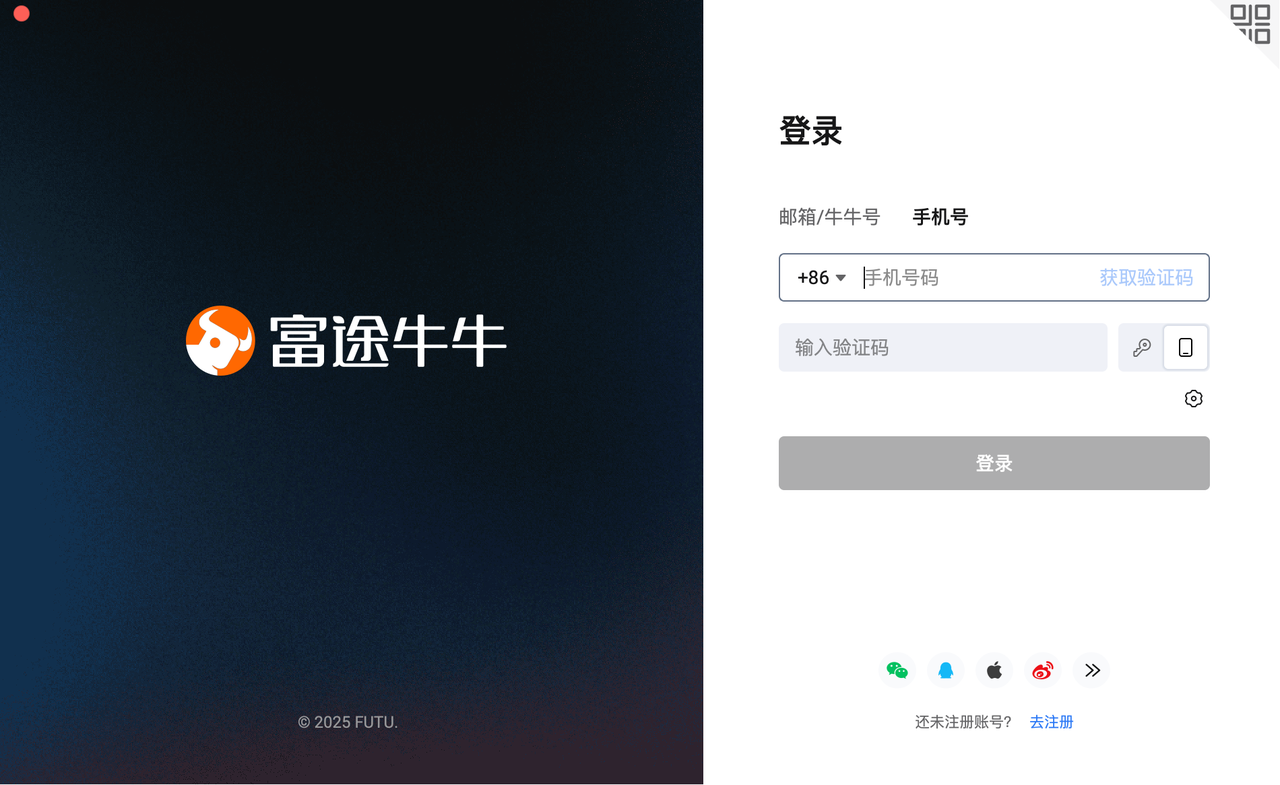 登录
邮箱/牛牛号 手机号
+86 手机号码 获取验证码
输入验证码
登录
富途牛牛
© 2025 FUTU.
还未注册账号? 去注册